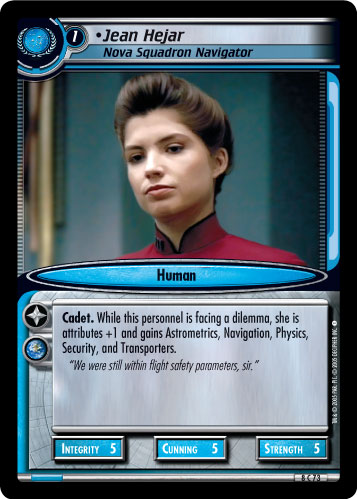 1
•Jean Hejar
Nova Squadron Navigator
Human
Cadet. While this personnel is facing a dilemma, she is
attributes +1 and gains Astrometrics, Navigation, Physics,
Security, and Transporters.
"We were still within flight safety parameters, sir."
INTEGRITY 5
CUNNING 5
STRENGTH 5
8 C 73